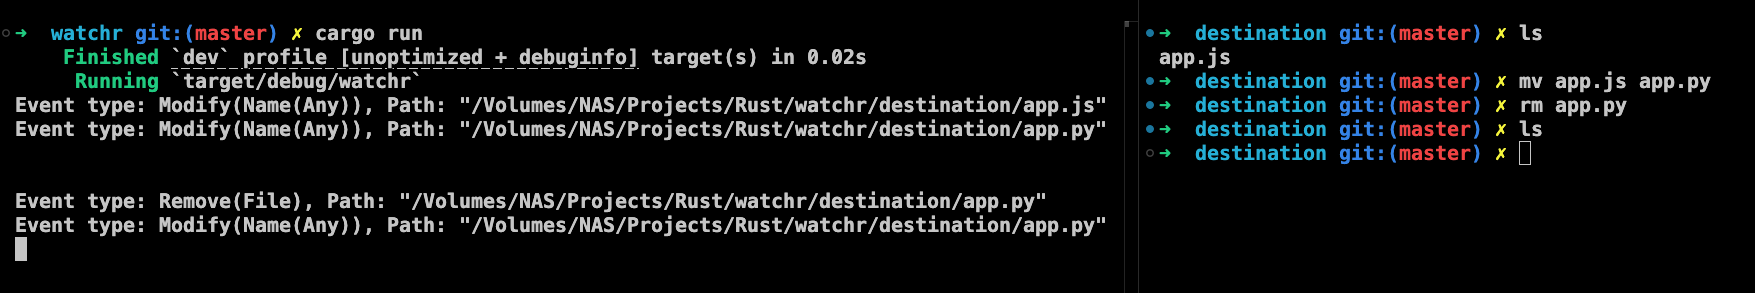 ➜  watchr git:(master) ✗ cargo run
    Finished `dev` profile [unoptimized + debuginfo] target(s) in 0.02s
     Running `target/debug/watchr`
Event type: Modify(Name(Any)), Path: "/Volumes/NAS/Projects/Rust/watchr/destination/app.js"
Event type: Modify(Name(Any)), Path: "/Volumes/NAS/Projects/Rust/watchr/destination/app.py"
Event type: Remove(File), Path: "/Volumes/NAS/Projects/Rust/watchr/destination/app.py"
Event type: Modify(Name(Any)), Path: "/Volumes/NAS/Projects/Rust/watchr/destination/app.py"
➜  destination git:(master) ✗ ls
app.js
➜  destination git:(master) ✗ mv app.js app.py
➜  destination git:(master) ✗ rm app.py
➜  destination git:(master) ✗ ls
➜  destination git:(master) ✗